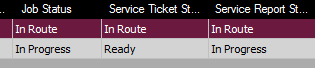 ... Job Status Service Ticket St... Service Report St...
In Route In Route In Route
In Progress Ready In Progress